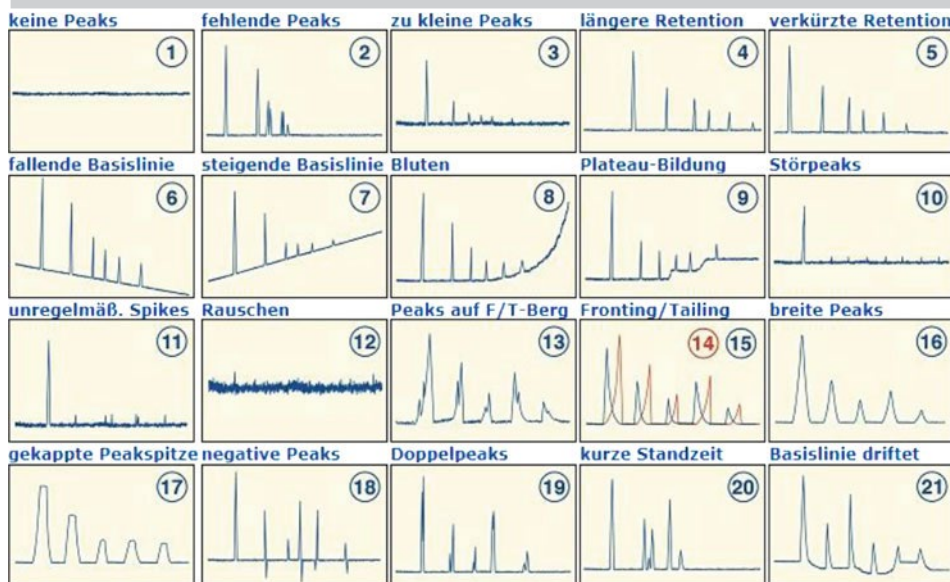 keine Peaks
fehlende Peaks
zu kleine Peaks
längere Retention
verkürzte Retention
1
2
3
4
5
fallende Basislinie
steigende Basislinie
Bluten
Plateau-Bildung
Störpeaks
6
7
8
9
10
unregelmäß. Spikes
Rauschen
Peaks auf F/T-Berg
Fronting/Tailing
breite Peaks
11
12
13
14
15
16
gekappte Peakspitze
negative Peaks
Doppelpeaks
kurze Standzeit
Basislinie driftet
17
18
19
20
21